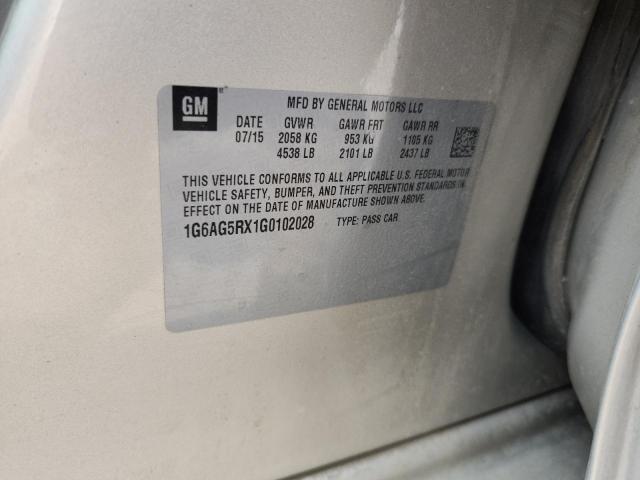 GM
MFD BY GENERAL MOTORS LLC
DATE GVWR GAWR FRT GAWR RR
07/15 2058 KG 953 KG 1105 KG
4538 LB 2101 LB 2437 LB
THIS VEHICLE CONFORMS TO ALL APPLICABLE U.S. FEDERAL MOTOR
VEHICLE SAFETY, BUMPER, AND THEFT PREVENTION STANDARDS IN
EFFECT ON THE DATE OF MANUFACTURE SHOWN ABOVE.
1G6AG5RX1G0102028 TYPE: PASS CAR